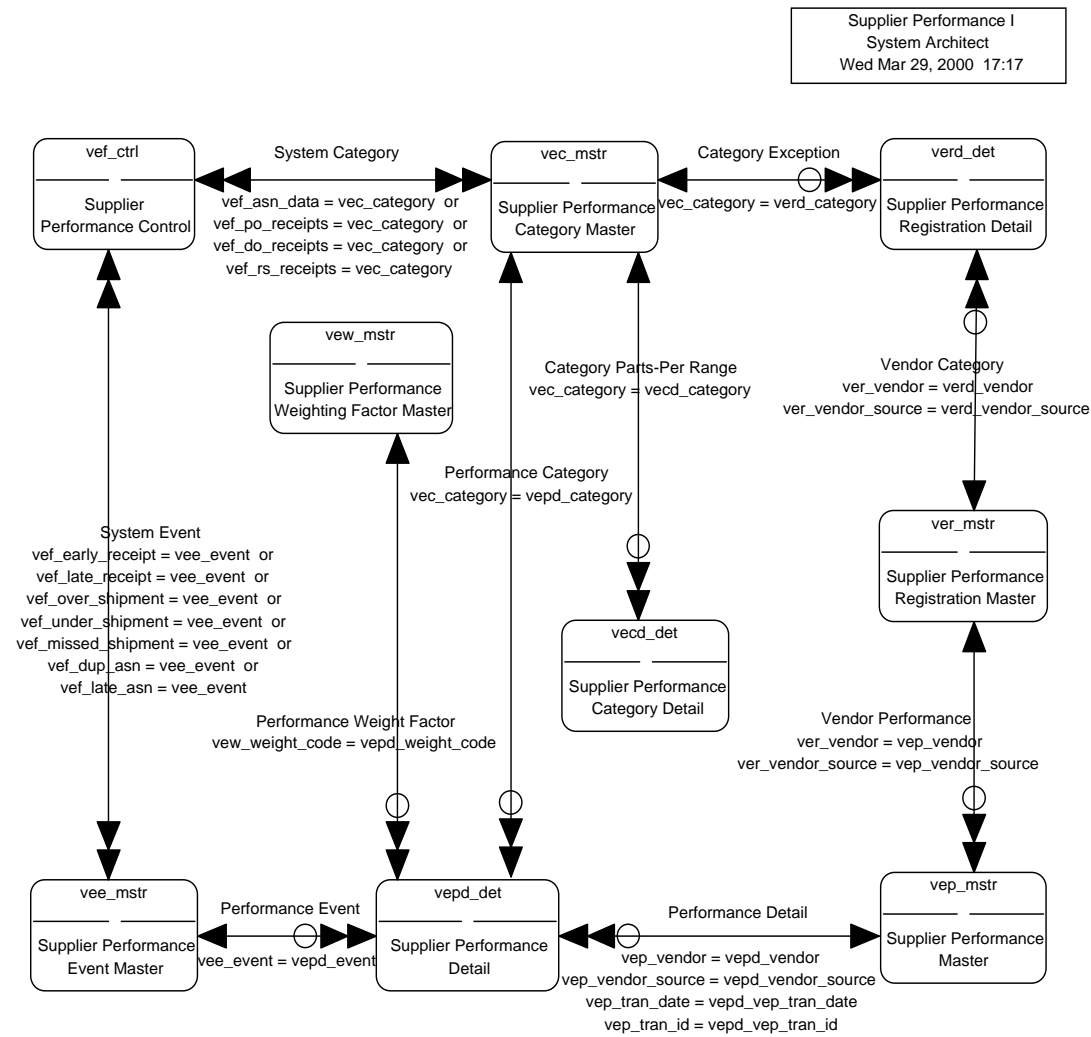 Supplier Performance I
System Architect
Wed Mar 29, 2000  17:17
vef_ctrl
Supplier
Performance Control
System Category
vef_asn_data = vec_category  or
vef_po_receipts = vec_category  or
vef_do_receipts = vec_category  or
vef_rs_receipts = vec_category
vec_mstr
Supplier Performance
Category Master
Category Exception
vec_category = verd_category
verd_det
Supplier Performance
Registration Detail
vew_mstr
Supplier Performance
Weighting Factor Master
Category Parts-Per Range
vec_category = vecd_category
Vendor Category
ver_vendor = verd_vendor
ver_vendor_source = verd_vendor_source
Performance Category
vec_category = vepd_category
System Event
vef_early_receipt = vee_event  or
vef_late_receipt = vee_event  or
vef_over_shipment = vee_event  or
vef_under_shipment = vee_event  or
vef_missed_shipment = vee_event  or
vef_dup_asn = vee_event  or
vef_late_asn = vee_event
ver_mstr
Supplier Performance
Registration Master
vecd_det
Supplier Performance
Category Detail
Performance Weight Factor
vew_weight_code = vepd_weight_code
Vendor Performance
ver_vendor = vep_vendor
ver_vendor_source = vep_vendor_source
vee_mstr
Supplier Performance
Event Master
Performance Event
vee_event = vepd_event
vepd_det
Supplier Performance
Detail
Performance Detail
vep_vendor = vepd_vendor
vep_vendor_source = vepd_vendor_source
vep_tran_date = vepd_vep_tran_date
vep_tran_id = vepd_vep_tran_id
vep_mstr
Supplier Performance
Master